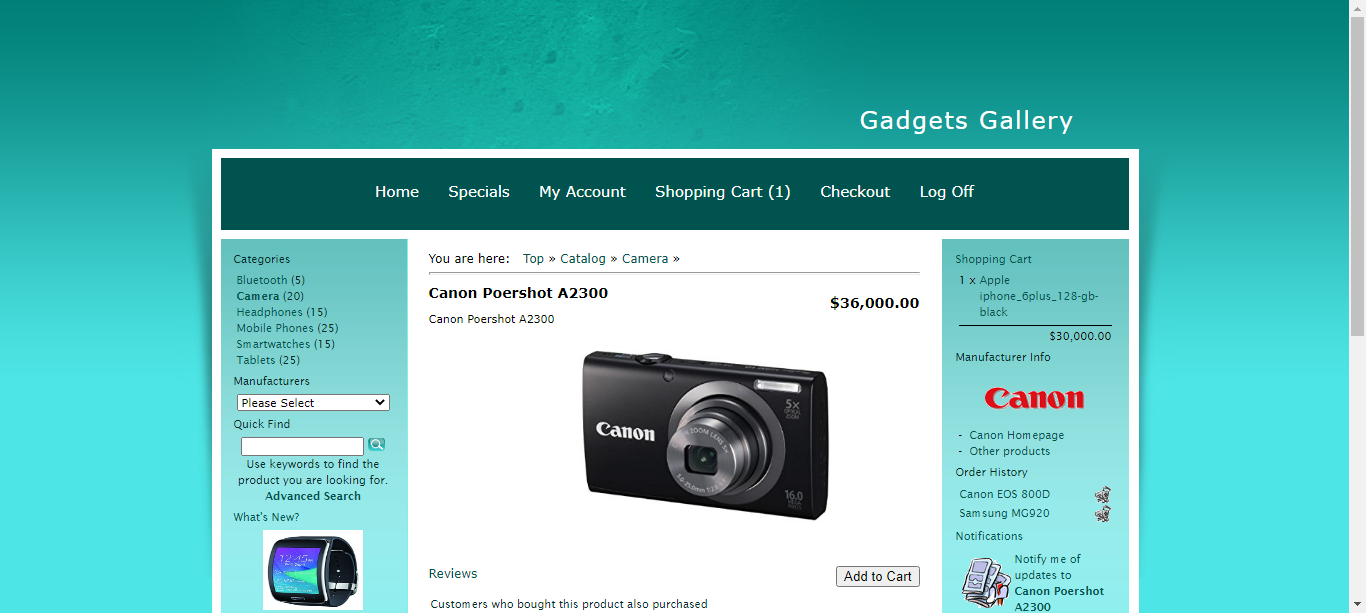 Gadgets Gallery
Home Specials My Account Shopping Cart (1) Checkout Log Off
Categories
Bluetooth (5)
Camera (20)
Headphones (15)
Mobile Phones (25)
Smartwatches (15)
Tablets (25)
Manufacturers
Please Select
Quick Find
Use keywords to find the
product you are looking for.
Advanced Search
What's New?
You are here: Top » Catalog » Camera »
Canon Poershot A2300
$36,000.00
Canon Poershot A2300
Canon
5X
16.0
Reviews
Add to Cart
Customers who bought this product also purchased
Shopping Cart
1 x Apple
iphone_6plus_128-gb-
black
$30,000.00
Manufacturer Info
Canon
- Canon Homepage
- Other products
Order History
Canon EOS 800D
Samsung MG920
Notifications
Notify me of
updates to
Canon Poershot
A2300